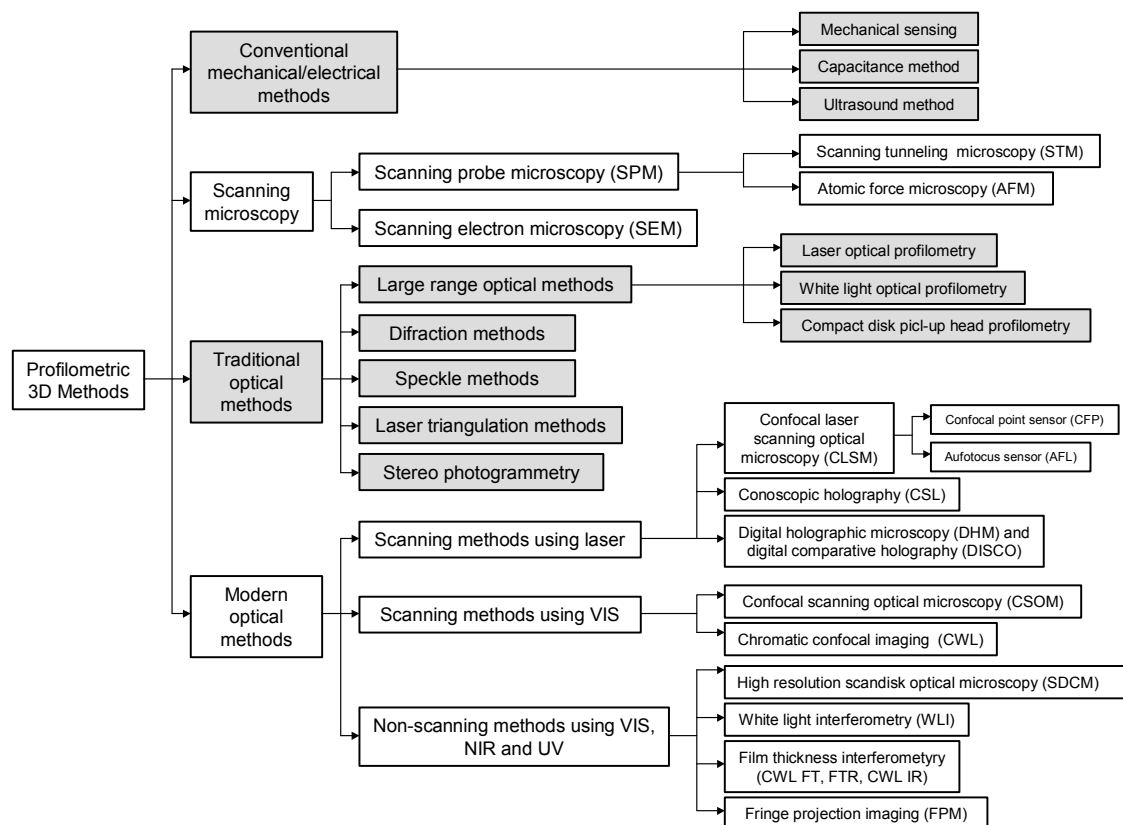 Profilometric
3D Methods
Conventional
mechanical/electrical
methods
Mechanical sensing
Capacitance method
Ultrasound method
Scanning
microscopy
Scanning probe microscopy (SPM)
Scanning tunneling microscopy (STM)
Atomic force microscopy (AFM)
Scanning electron microscopy (SEM)
Traditional
optical
methods
Large range optical methods
Laser optical profilometry
White light optical profilometry
Compact disk picl-up head profilometry
Difraction methods
Speckle methods
Laser triangulation methods
Stereo photogrammetry
Modern
optical
methods
Scanning methods using laser
Confocal laser
scanning optical
microscopy (CLSM)
Confocal point sensor (CFP)
Aufotocus sensor (AFL)
Conoscopic holography (CSL)
Digital holographic microscopy (DHM) and
digital comparative holography (DISCO)
Scanning methods using VIS
Confocal scanning optical microscopy (CSOM)
Chromatic confocal imaging (CWL)
Non-scanning methods using VIS,
NIR and UV
High resolution scandisk optical microscopy (SDCM)
White light interferometry (WLI)
Film thickness interferometyry
(CWL FT, FTR, CWL IR)
Fringe projection imaging (FPM)